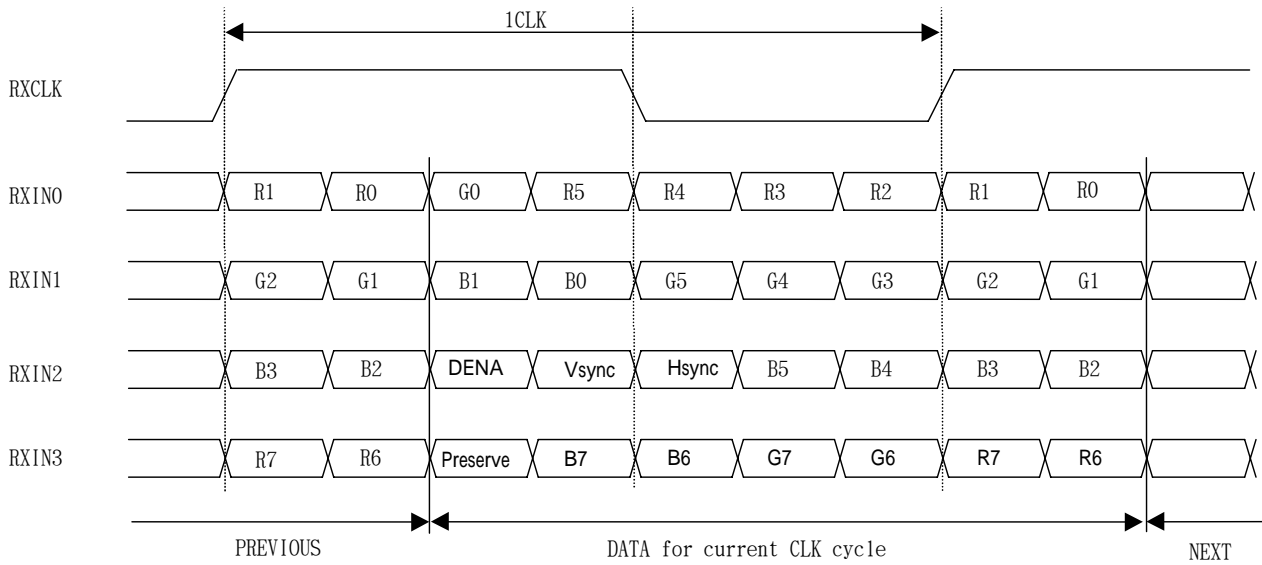 1CLK
RXCLK
RXIN0 R1 R0 G0 R5 R4 R3 R2 R1 R0
RXIN1 G2 G1 B1 B0 G5 G4 G3 G2 G1
RXIN2 B3 B2 DENA Vsync Hsync B5 B4 B3 B2
RXIN3 R7 R6 Preserve B7 B6 G7 G6 R7 R6
PREVIOUS DATA for current CLK cycle NEXT